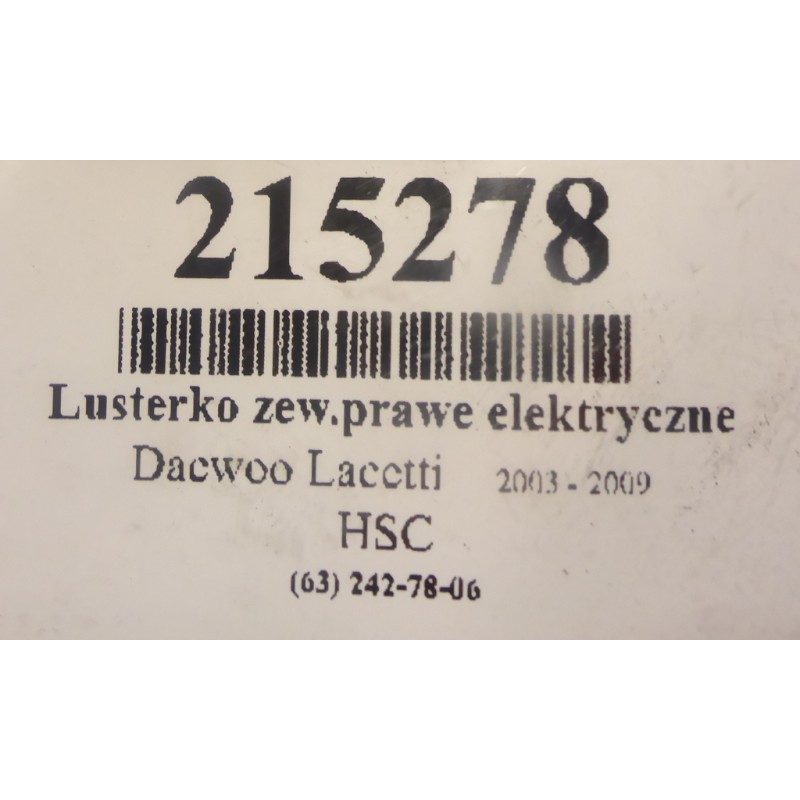 215278
Lusterko zew.prawe elektryczne
Daewoo Lacetti 2003 - 2009
HSC
(63) 242-78-06